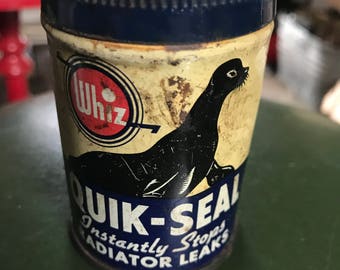 Whiz
QUIK-SEAL
Instantly Stops
RADIATOR LEAKS